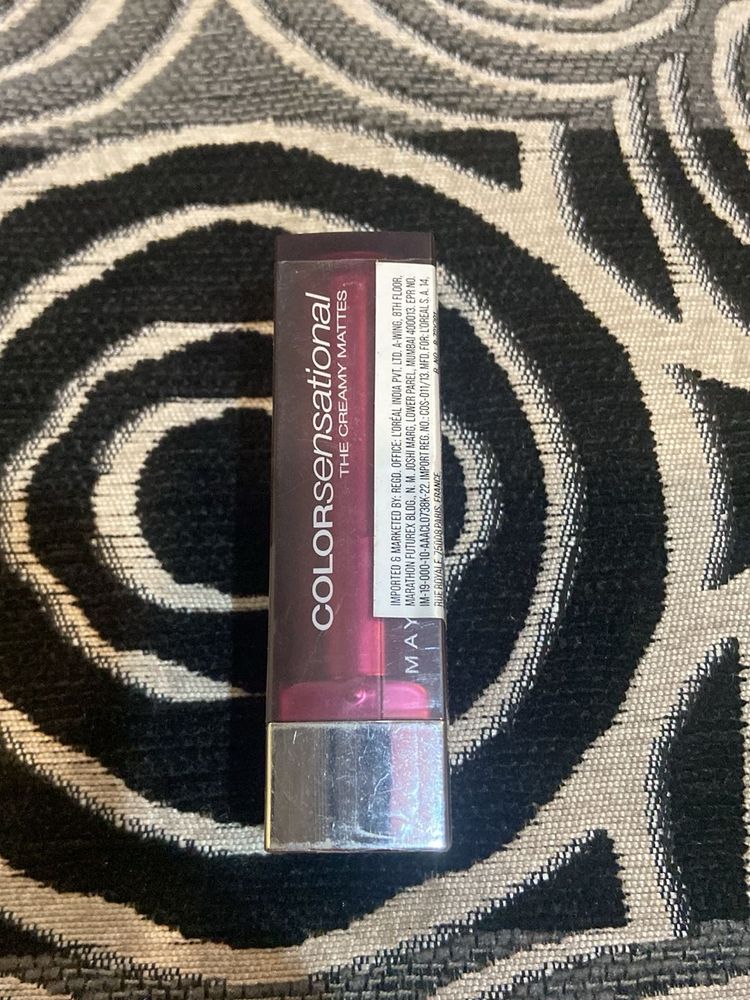 COLORsensational
THE CREAMY MATTES
IMPORTED & MARKETED BY: REGD. OFFICE: L'ORÉAL INDIA PVT. LTD. A-WING, 8TH FLOOR,
MARATHON FUTUREX BLDG., N. M. JOSHI MARG, LOWER PAREL, MUMBAI 400013. EPR NO.
IM-19-000-10-AAACL0738K-22. IMPORT REG. NO.: COS-011/13. MFD. FOR: L'OREAL S.A. 14,
RUE ROYALE, 75008 PARIS, FRANCE
MAY